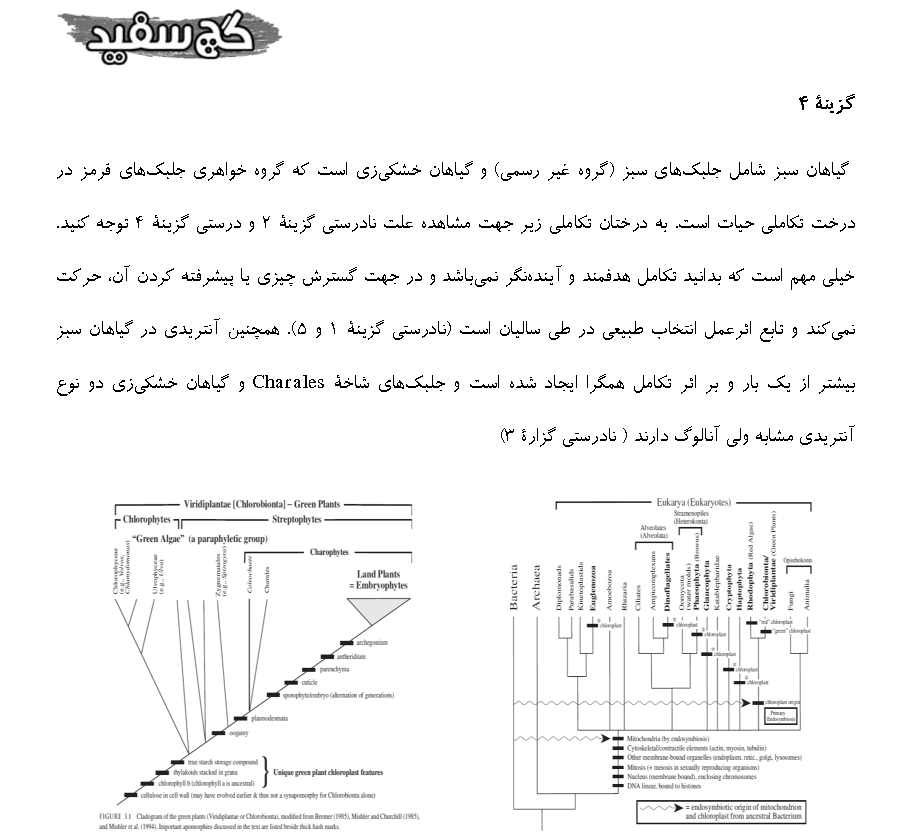 گچ سفید
گزینهٔ ۴
گیاهان سبز شامل جلبک‌های سبز (گروه غیر رسمی) و گیاهان خشکی‌زی است که گروه خواهری جلبک‌های قرمز در
درخت تکاملی حیات است. به درختان تکاملی زیر جهت مشاهده علت نادرستی گزینهٔ ۲ و درستی گزینهٔ ۴ توجه کنید.
خیلی مهم است که بدانید تکامل هدفمند و آینده‌نگر نمی‌باشد و در جهت گسترش چیزی یا پیشرفته کردن آن، حرکت
نمی‌کند و تابع اثرعمل انتخاب طبیعی در طی سالیان است (نادرستی گزینهٔ ۱ و ۵). همچنین آنتریدی در گیاهان سبز
بیشتر از یک بار و بر اثر تکامل همگرا ایجاد شده است و جلبک‌های شاخهٔ Charales و گیاهان خشکی‌زی دو نوع
آنتریدی مشابه ولی آنالوگ دارند ( نادرستی گزارهٔ ۳)
Viridiplantae [Chlorobionta] – Green Plants
Chlorophytes
Streptophytes
"Green Algae" (a paraphyletic group)
Charophytes
Chlorophyceae
(e.g., Volvox,
Chlamydomonas)
Ulvophyceae
(e.g., Ulva)
Zygnematales
(e.g., Spirogyra)
Coleochaete
Charales
Land Plants
= Embryophytes
archegonium
antheridium
parenchyma
cuticle
sporophyte/embryo (alternation of generations)
plasmodesmata
oogamy
true starch storage compound
thylakoids stacked in grana
chlorophyll b (chlorophyll a is ancestral)
Unique green plant chloroplast features
cellulose in cell wall (may have evolved earlier & thus not a synapomorphy for Chlorobionta alone)
FIGURE 3.1 Cladogram of the green plants (Viridiplantae or Chlorobionta), modified from Bremer (1985), Mishler and Churchill (1985),
and Mishler et al. (1994). Important apomorphies discussed in the text are listed beside thick hash marks.
Eukarya (Eukaryotes)
Stramenopiles
(Heterokonta)
Alveolates
(Alveolata)
Opisthokonts
Bacteria
Archaea
Diplomonads
Parabasalids
Kinetoplastids
Euglenozoa
Amoebozoa
Rhizaria
Ciliates
Ampicomplexans
Dinoflagellates
Oomycota
(water molds)
Phaeophyta (Browns)
Glaucophyta
Katablepharidae
Cryptophyta
Haptophyta
Rhodophyta (Red Algae)
Chlorobionta/
Viridiplantae (Green Plants)
Fungi
Animalia
* chloroplast
* chloroplast
* chloroplast
* chloroplast
* chloroplast
* chloroplast
"red" chloroplast
"green" chloroplast
chloroplast origin
Primary
Endosymbiosis
Mitochondria (by endosymbiosis)
Cytoskeletal/contractile elements (actin, myosin, tubulin)
Other membrane-bound organelles (endoplasm. retic., golgi, lysosomes)
Mitosis (+ meiosis in sexually reproducing organisms)
Nucleus (membrane bound), enclosing chromosomes
DNA linear, bound to histones
= endosymbiotic origin of mitochondrion
and chloroplast from ancestral Bacterium